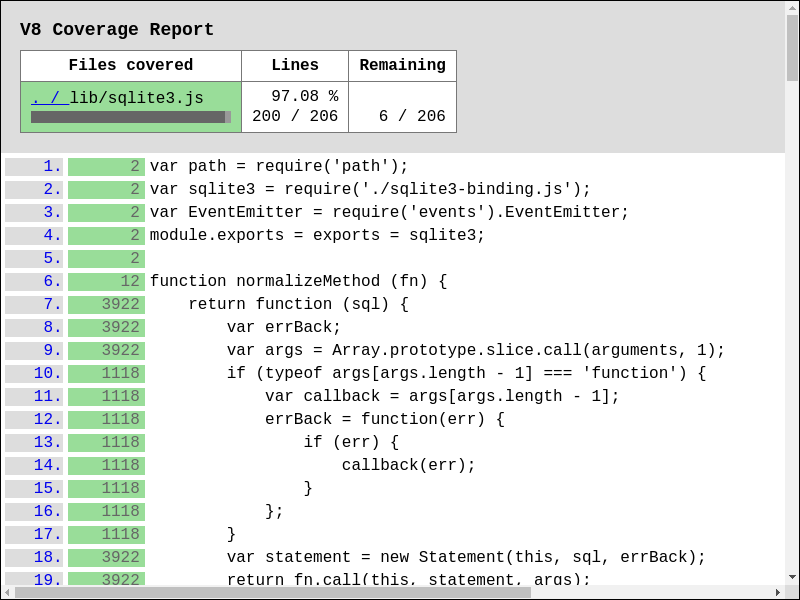 V8 Coverage Report
Files covered Lines Remaining
. / lib/sqlite3.js 97.08 %
200 / 206 6 / 206
1. 2 var path = require('path');
2. 2 var sqlite3 = require('./sqlite3-binding.js');
3. 2 var EventEmitter = require('events').EventEmitter;
4. 2 module.exports = exports = sqlite3;
5. 2
6. 12 function normalizeMethod (fn) {
7. 3922     return function (sql) {
8. 3922         var errBack;
9. 3922         var args = Array.prototype.slice.call(arguments, 1);
10. 1118         if (typeof args[args.length - 1] === 'function') {
11. 1118             var callback = args[args.length - 1];
12. 1118             errBack = function(err) {
13. 1118                 if (err) {
14. 1118                     callback(err);
15. 1118                 }
16. 1118             };
17. 1118         }
18. 3922         var statement = new Statement(this, sql, errBack);
19. 3922         return fn.call(this, statement, args);